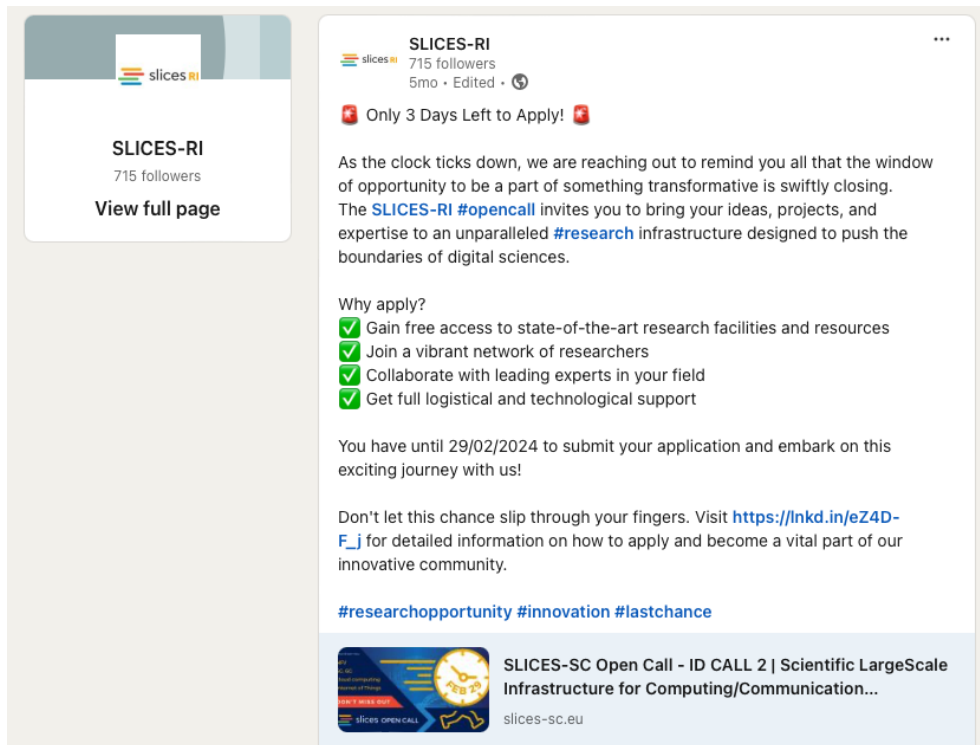 slices RI
SLICES-RI
715 followers
View full page
slices RI
SLICES-RI
715 followers
5mo • Edited •
🚨 Only 3 Days Left to Apply! 🚨
As the clock ticks down, we are reaching out to remind you all that the window
of opportunity to be a part of something transformative is swiftly closing.
The SLICES-RI #opencall invites you to bring your ideas, projects, and
expertise to an unparalleled #research infrastructure designed to push the
boundaries of digital sciences.
Why apply?
✅ Gain free access to state-of-the-art research facilities and resources
✅ Join a vibrant network of researchers
✅ Collaborate with leading experts in your field
✅ Get full logistical and technological support
You have until 29/02/2024 to submit your application and embark on this
exciting journey with us!
Don't let this chance slip through your fingers. Visit https://lnkd.in/eZ4D-
F_j for detailed information on how to apply and become a vital part of our
innovative community.
#researchopportunity #innovation #lastchance
cloud computing
Internet of Things
DON'T MISS OUT
slices OPEN CALL
FEB 29
SLICES-SC Open Call - ID CALL 2 | Scientific LargeScale
Infrastructure for Computing/Communication...
slices-sc.eu